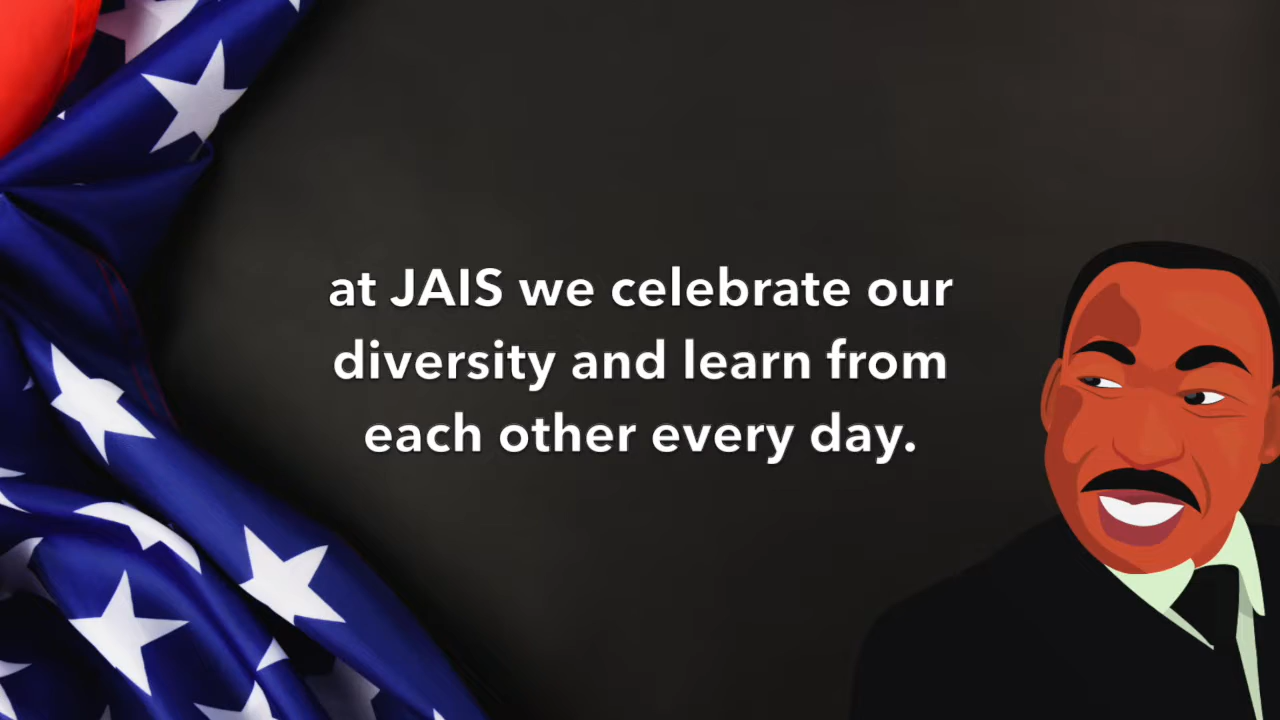 at JAIS we celebrate our
diversity and learn from
each other every day.